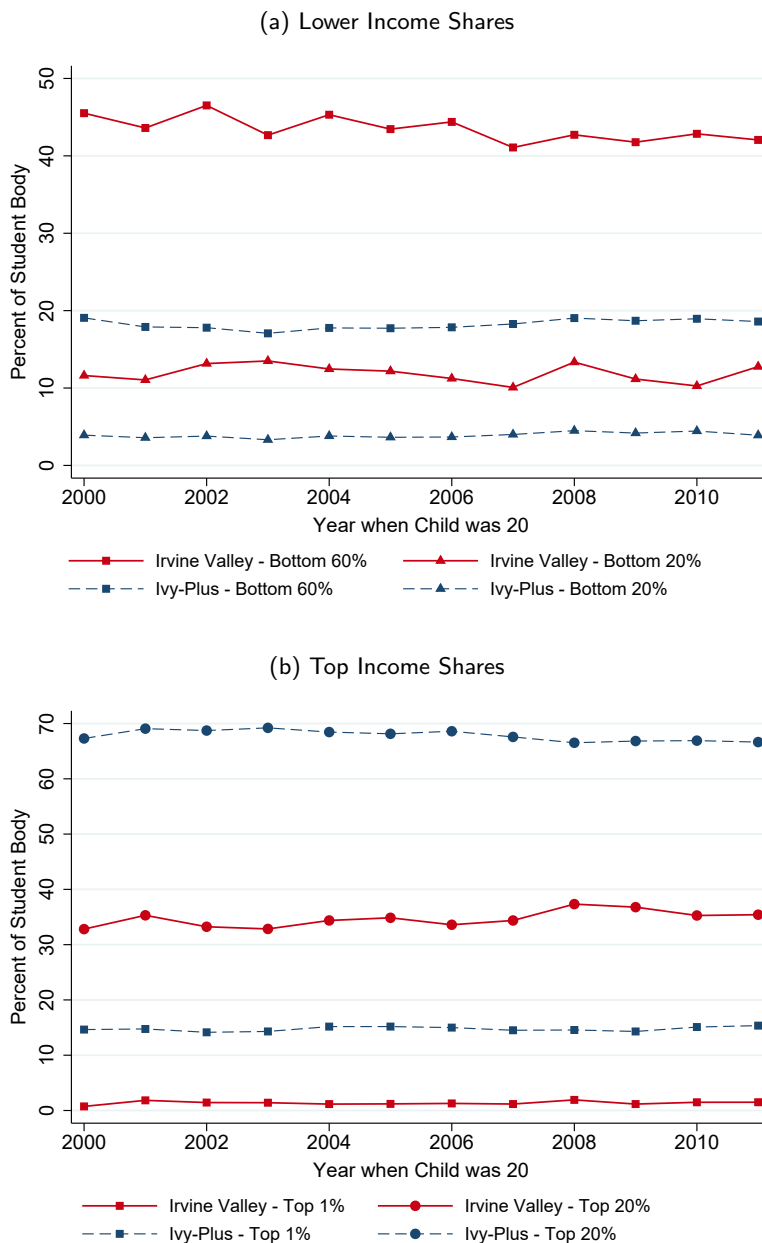 (a) Lower Income Shares
50
40
30
20
10
0
Percent of Student Body
2000 2002 2004 2006 2008 2010
Year when Child was 20
Irvine Valley - Bottom 60% Irvine Valley - Bottom 20%
Ivy-Plus - Bottom 60% Ivy-Plus - Bottom 20%
(b) Top Income Shares
70
60
50
40
30
20
10
0
Percent of Student Body
2000 2002 2004 2006 2008 2010
Year when Child was 20
Irvine Valley - Top 1% Irvine Valley - Top 20%
Ivy-Plus - Top 1% Ivy-Plus - Top 20%